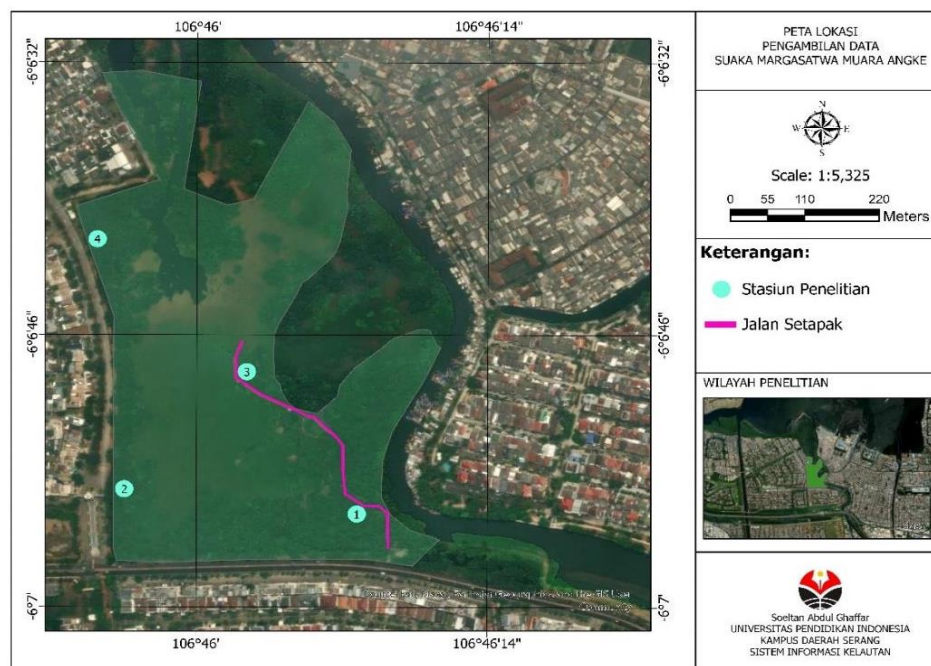 106°46'
106°46'14"
-6°6'32
-6°6'32
-6°6'46
-6°6'46
-6°7'
-6°7'
4
3
2
1
106°46'
106°46'14"
PETA LOKASI
PENGAMBILAN DATA
SUAKA MARGASATWA MUARA ANGKE
N
W E
S
Scale: 1:5,325
0 55 110 220
Meters
Keterangan:
Stasiun Penelitian
Jalan Setapak
WILAYAH PENELITIAN
Soeltan Abdul Ghaffar
UNIVERSITAS PENDIDIKAN INDONESIA
KAMPUS DAERAH SERANG
SISTEM INFORMASI KELAUTAN